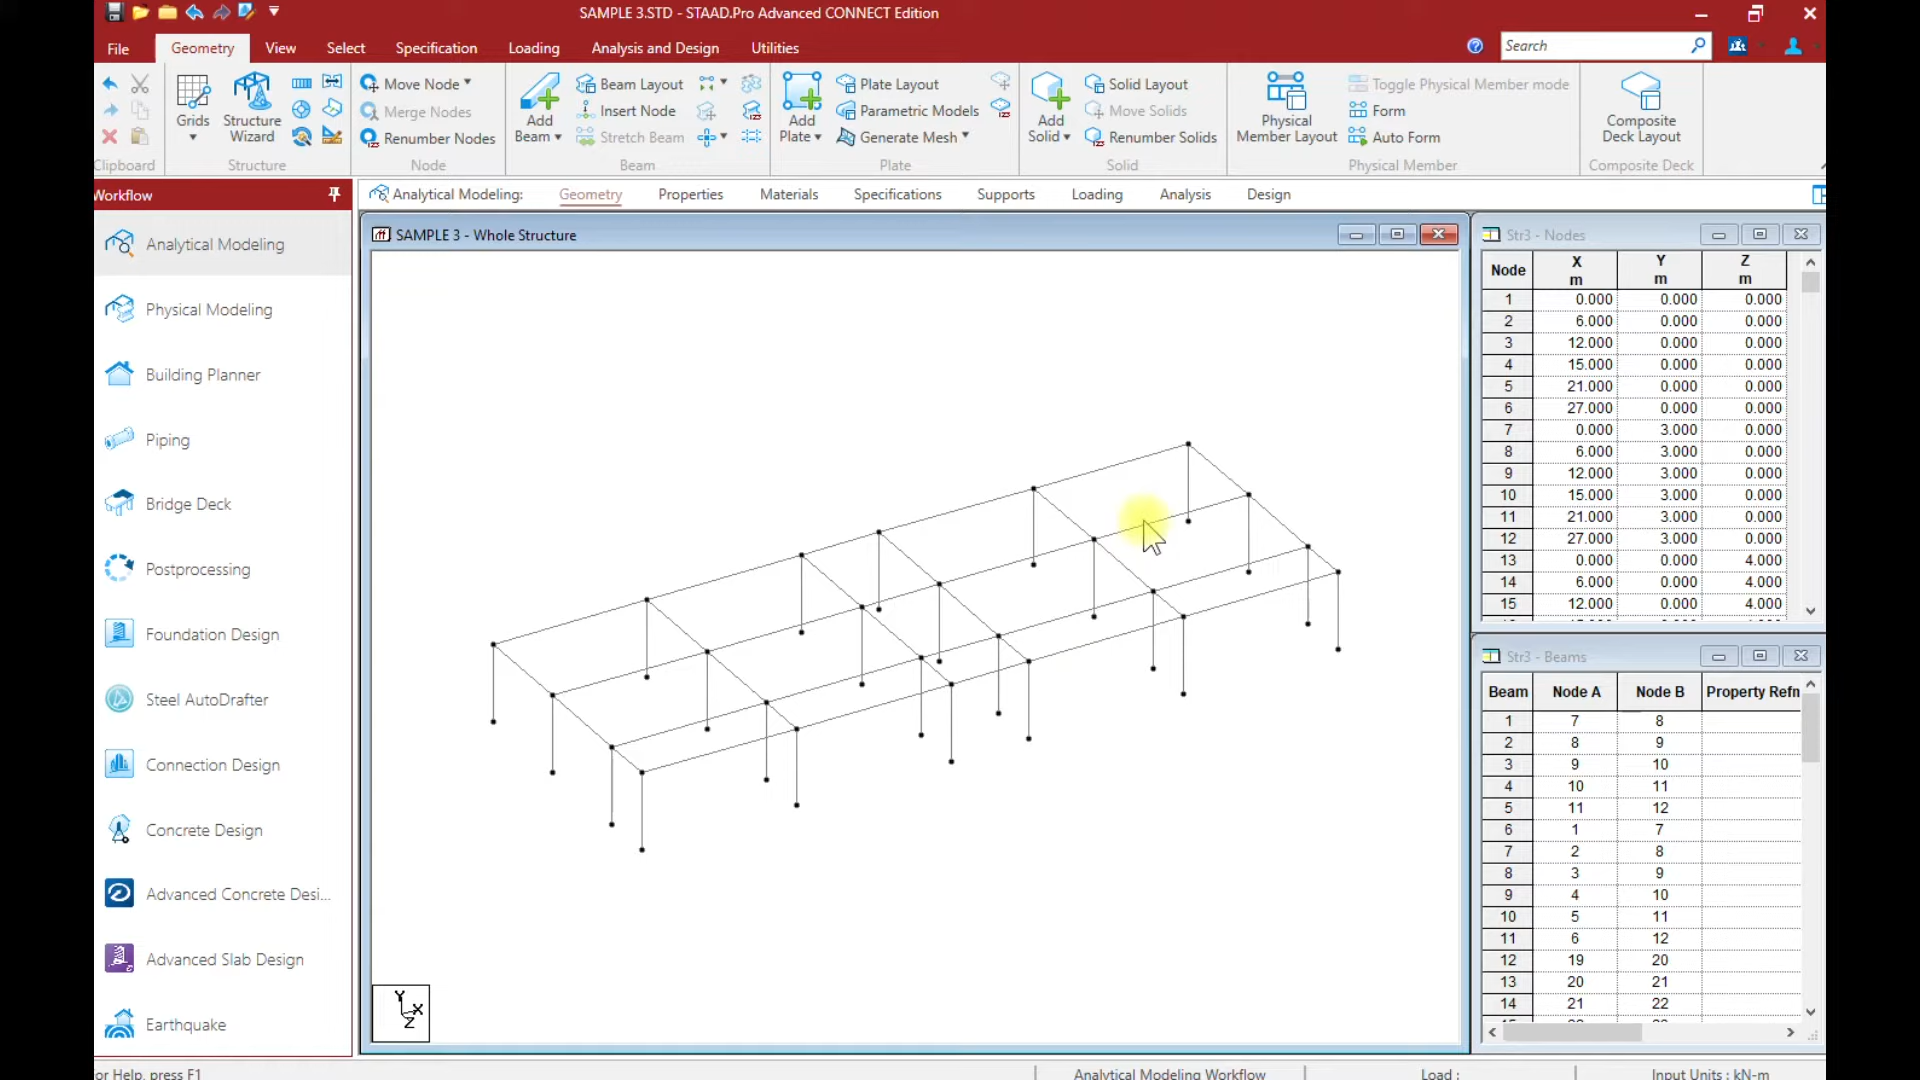 SAMPLE 3.STD - STAAD.Pro Advanced CONNECT Edition
File Geometry View Select Specification Loading Analysis and Design Utilities
Search
Grids
Structure Wizard
Move Node
Merge Nodes
Renumber Nodes
Add Beam
Beam Layout
Insert Node
Stretch Beam
Add Plate
Plate Layout
Parametric Models
Generate Mesh
Add Solid
Solid Layout
Move Solids
Renumber Solids
Physical Member Layout
Toggle Physical Member mode
Form
Auto Form
Composite Deck Layout
Clipboard Structure Node Beam Plate Solid Physical Member Composite Deck
Workflow
Analytical Modeling: Geometry Properties Materials Specifications Supports Loading Analysis Design
Analytical Modeling
Physical Modeling
Building Planner
Piping
Bridge Deck
Postprocessing
Foundation Design
Steel AutoDrafter
Connection Design
Concrete Design
Advanced Concrete Desi...
Advanced Slab Design
Earthquake
SAMPLE 3 - Whole Structure
Y
X
Z
Str3 - Nodes
Node X m Y m Z m
1 0.000 0.000 0.000
2 6.000 0.000 0.000
3 12.000 0.000 0.000
4 15.000 0.000 0.000
5 21.000 0.000 0.000
6 27.000 0.000 0.000
7 0.000 3.000 0.000
8 6.000 3.000 0.000
9 12.000 3.000 0.000
10 15.000 3.000 0.000
11 21.000 3.000 0.000
12 27.000 3.000 0.000
13 0.000 0.000 4.000
14 6.000 0.000 4.000
15 12.000 0.000 4.000
Str3 - Beams
Beam Node A Node B Property Refn
1 7 8
2 8 9
3 9 10
4 10 11
5 11 12
6 1 7
7 2 8
8 3 9
9 4 10
10 5 11
11 6 12
12 19 20
13 20 21
14 21 22
or Help, press F1
Analytical Modeling Workflow
Load :
Input Units : kN-m